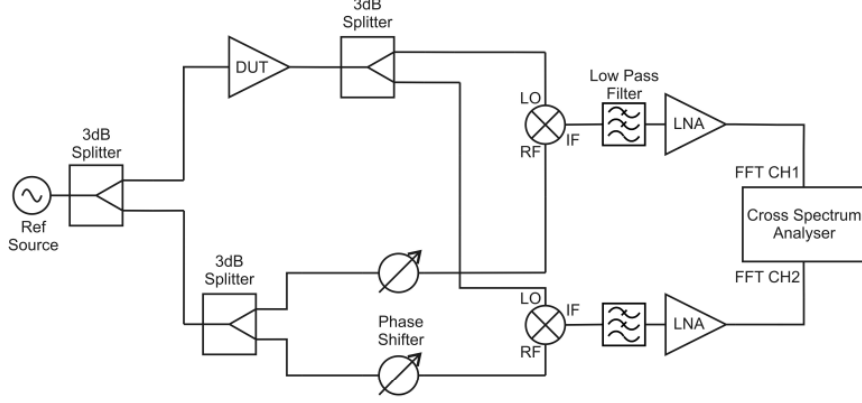 3dB
Splitter
DUT
3dB
Splitter
Ref
Source
3dB
Splitter
Phase
Shifter
LO
RF
IF
Low Pass
Filter
LNA
FFT CH1
Cross Spectrum
Analyser
FFT CH2
LO
RF
IF
LNA